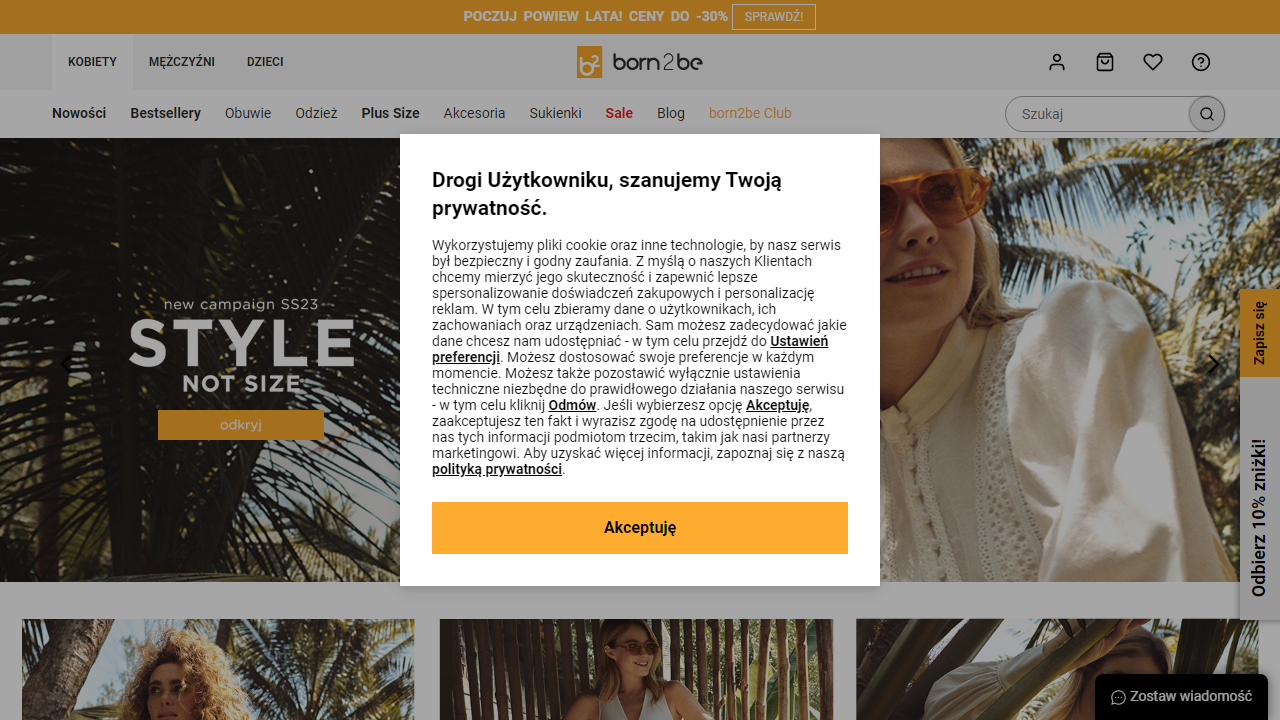 POCZUJ POWIEW LATA! CENY DO -30% SPRAWDŹ!
KOBIETY MĘŻCZYŹNI DZIECI
b2 born2be
Nowości Bestsellery Obuwie Odzież Plus Size Akcesoria Sukienki Sale Blog born2be Club
Szukaj
Drogi Użytkowniku, szanujemy Twoją
prywatność.
Wykorzystujemy pliki cookie oraz inne technologie, by nasz serwis
był bezpieczny i godny zaufania. Z myślą o naszych Klientach
chcemy mierzyć jego skuteczność i zapewnić lepsze
spersonalizowanie doświadczeń zakupowych i personalizację
reklam. W tym celu zbieramy dane o użytkownikach, ich
zachowaniach oraz urządzeniach. Sam możesz zadecydować jakie
dane chcesz nam udostępniać - w tym celu przejdź do Ustawień
preferencji. Możesz dostosować swoje preferencje w każdym
momencie. Możesz także pozostawić wyłącznie ustawienia
techniczne niezbędne do prawidłowego działania naszego serwisu
- w tym celu kliknij Odmów. Jeśli wybierzesz opcję Akceptuję,
zaakceptujesz ten fakt i wyrazisz zgodę na udostępnienie przez
nas tych informacji podmiotom trzecim, takim jak nasi partnerzy
marketingowi. Aby uzyskać więcej informacji, zapoznaj się z naszą
polityką prywatności.
Akceptuję
new campaign SS23
STYLE
NOT SIZE
odkryj
Zapisz się
Odbierz 10% zniżki!
Zostaw wiadomość